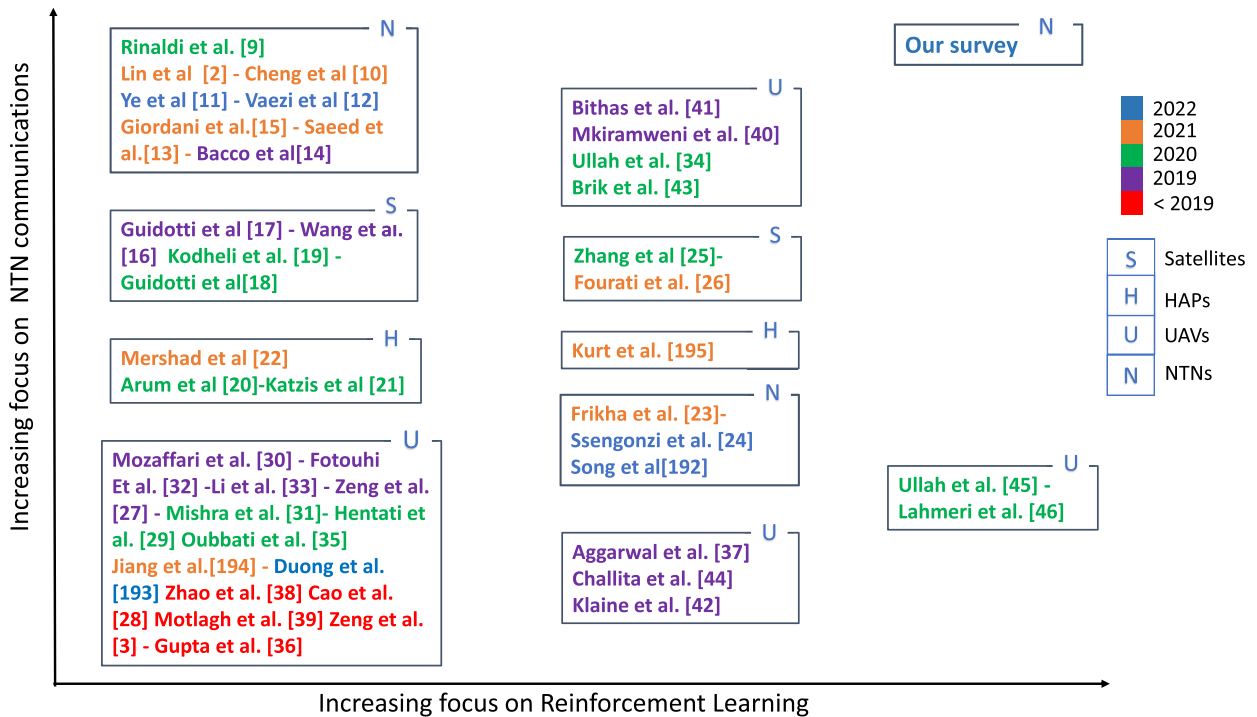 Increasing focus on NTN communications
N
Rinaldi et al. [9]
Lin et al [2] - Cheng et al [10]
Ye et al [11] - Vaezi et al [12]
Giordani et al.[15] - Saeed et
al.[13] - Bacco et al[14]
S
Guidotti et al [17] - Wang et al.
[16] Kodheli et al. [19] -
Guidotti et al[18]
H
Mershad et al [22]
Arum et al [20]-Katzis et al [21]
U
Mozaffari et al. [30] - Fotouhi
Et al. [32] -Li et al. [33] - Zeng et al.
[27] - Mishra et al. [31]- Hentati et
al. [29] Oubbati et al. [35]
Jiang et al.[194] - Duong et al.
[193] Zhao et al. [38] Cao et al.
[28] Motlagh et al. [39] Zeng et al.
[3] - Gupta et al. [36]
U
Bithas et al. [41]
Mkiramweni et al. [40]
Ullah et al. [34]
Brik et al. [43]
S
Zhang et al [25]-
Fourati et al. [26]
H
Kurt et al. [195]
N
Frikha et al. [23]-
Ssengonzi et al. [24]
Song et al[192]
U
Aggarwal et al. [37]
Challita et al. [44]
Klaine et al. [42]
N
Our survey
U
Ullah et al. [45] -
Lahmeri et al. [46]
2022
2021
2020
2019
< 2019
S Satellites
H HAPs
U UAVs
N NTNs
Increasing focus on Reinforcement Learning